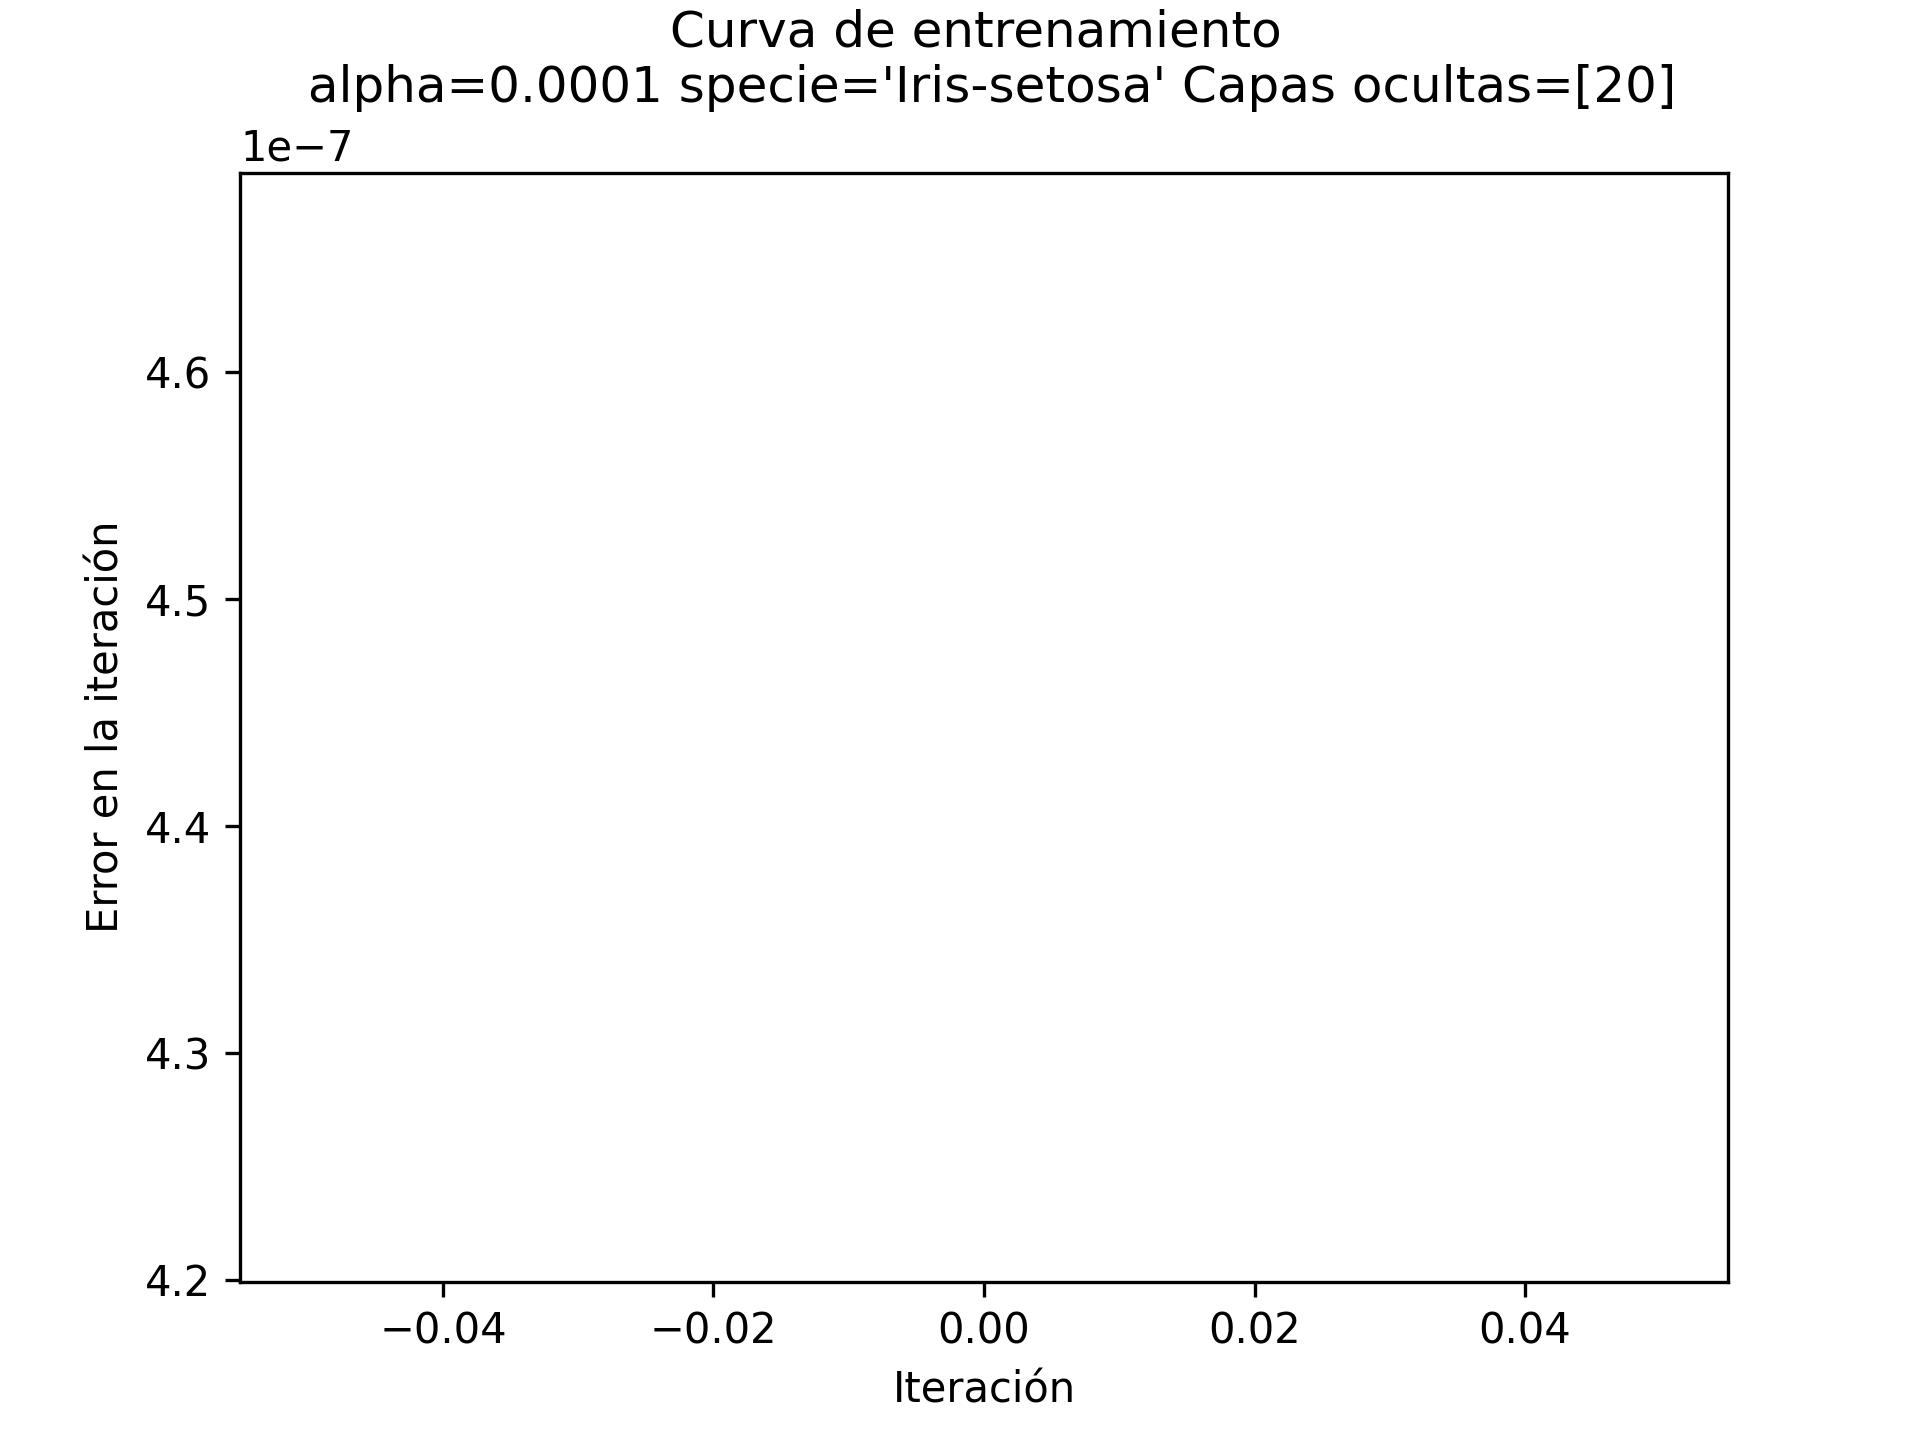 Curva de entrenamiento
alpha=0.0001 specie='Iris-setosa' Capas ocultas=[20]
1e−7
4.6
4.5
4.4
4.3
4.2
Error en la iteración
−0.04 −0.02 0.00 0.02 0.04
Iteración